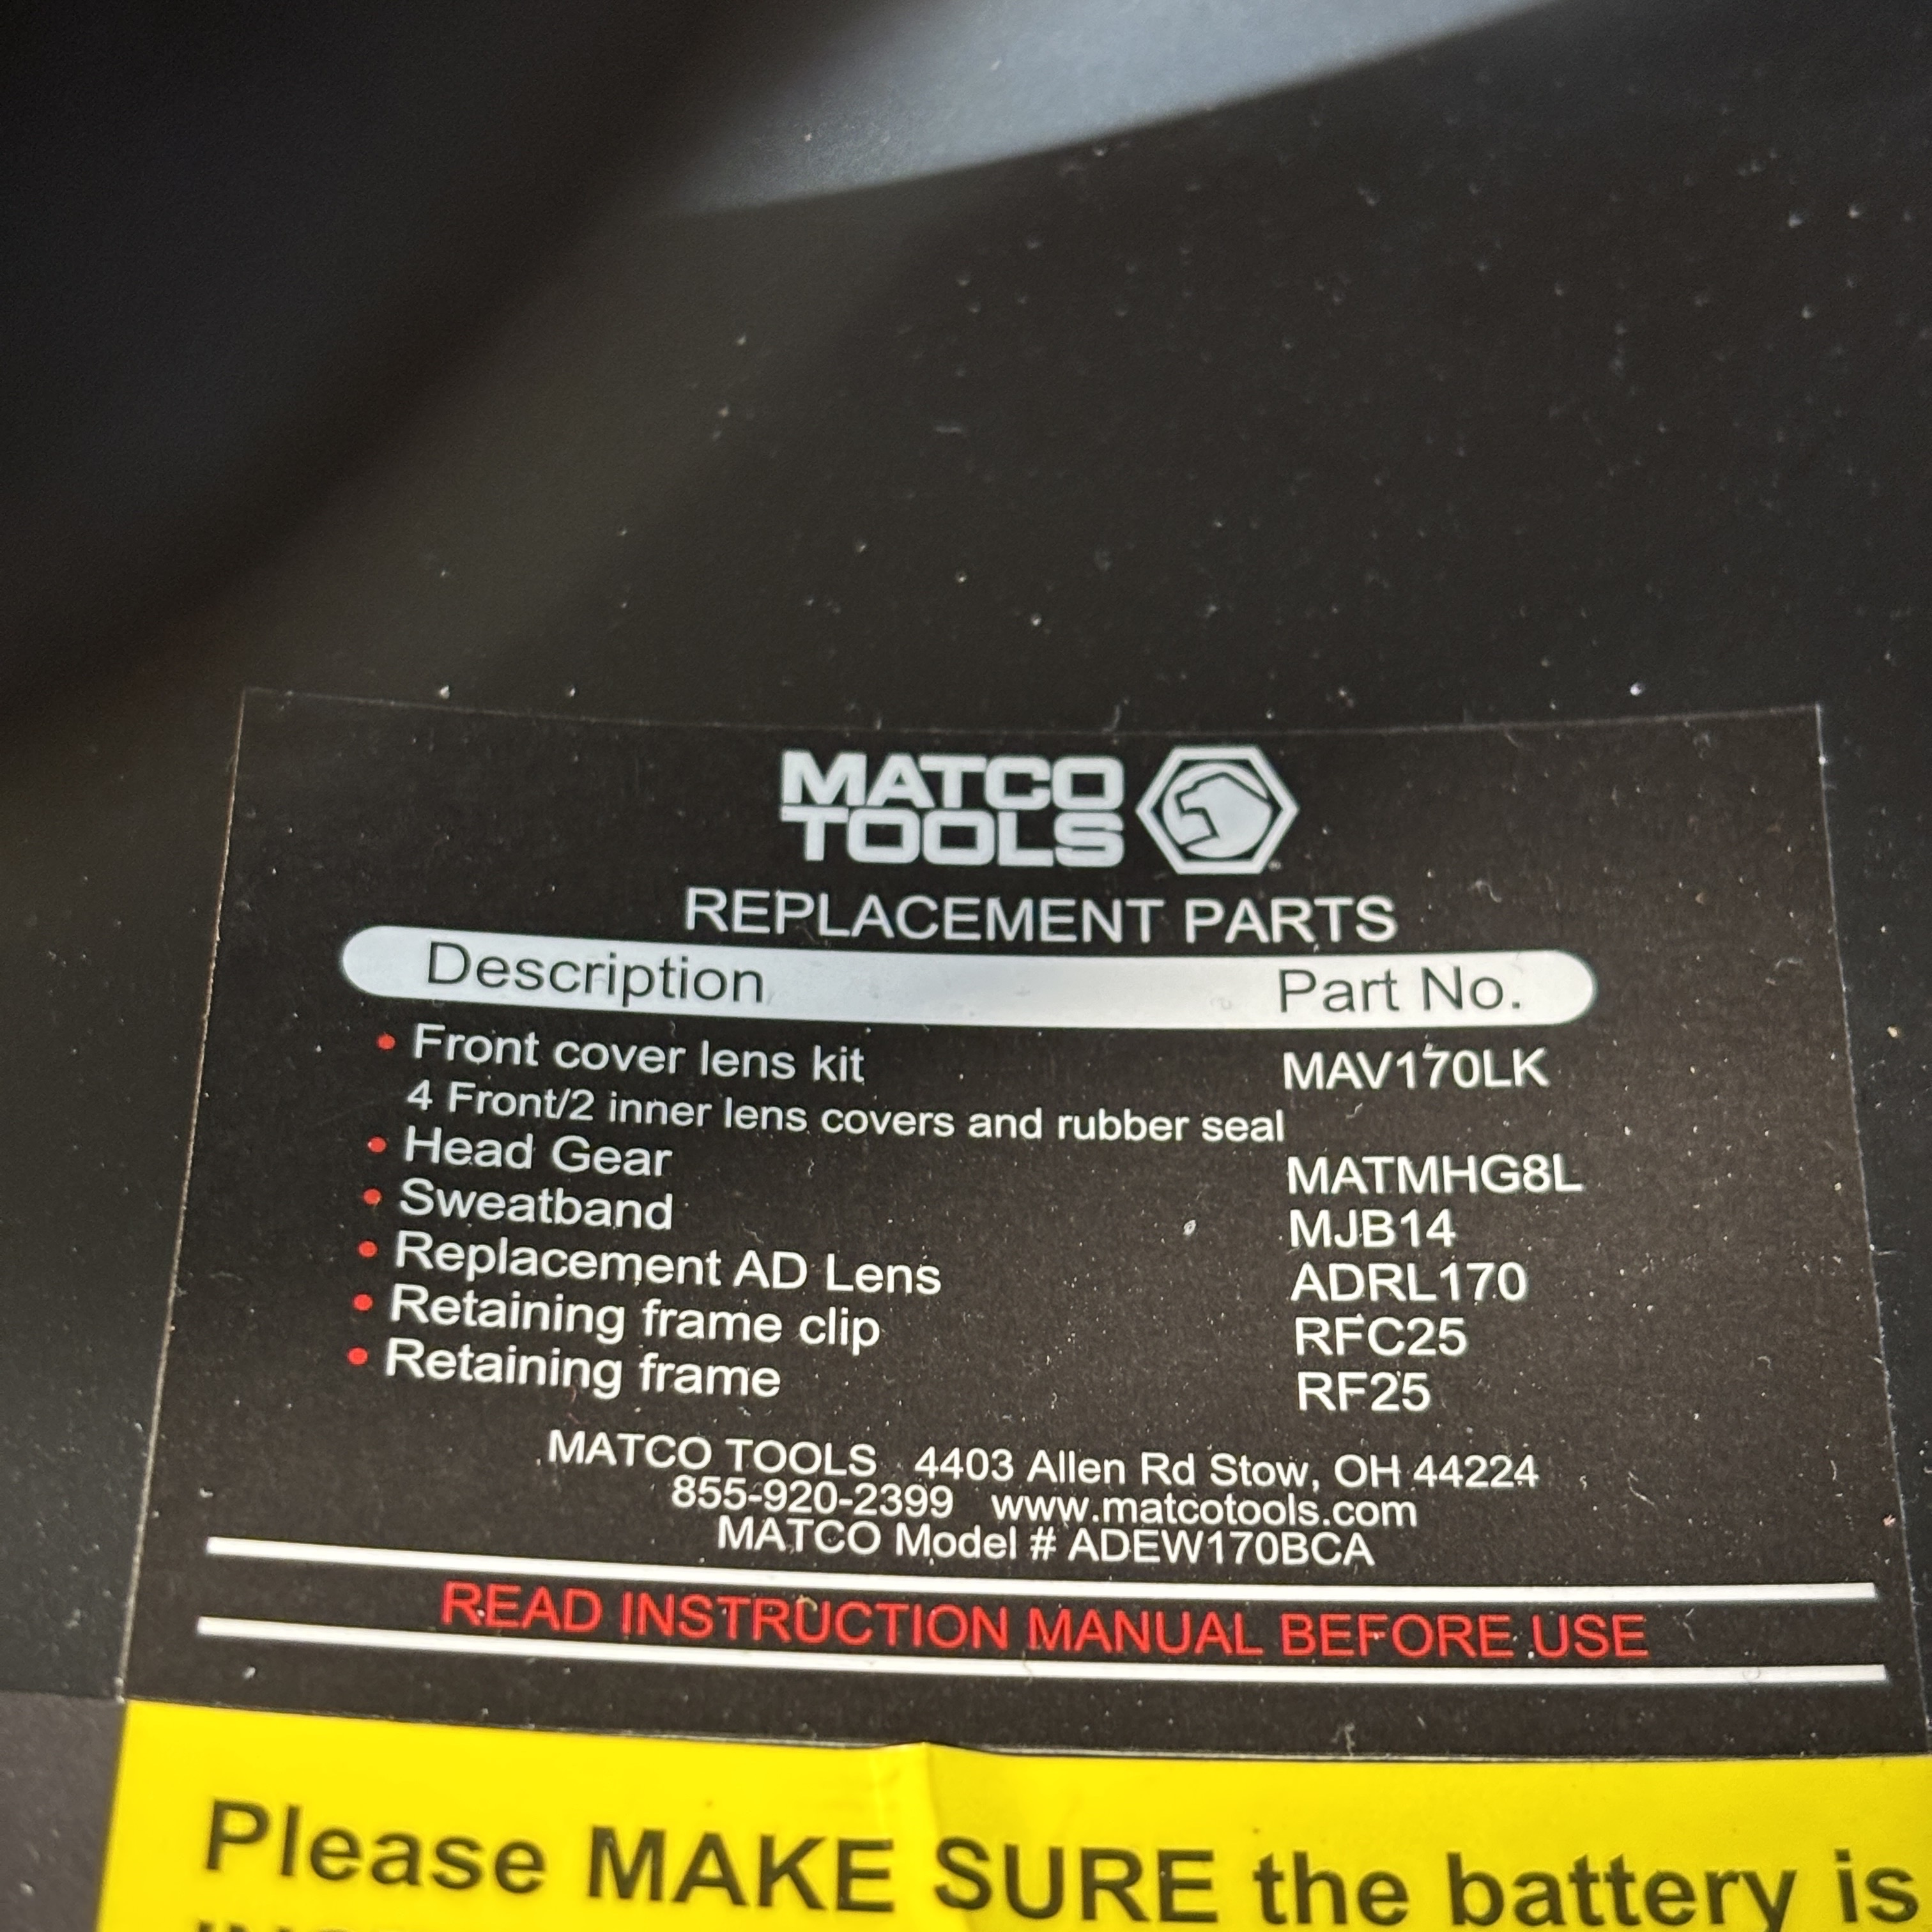 MATCO
TOOLS
REPLACEMENT PARTS
Description Part No.
• Front cover lens kit MAV170LK
4 Front/2 inner lens covers and rubber seal
• Head Gear MATMHG8L
• Sweatband MJB14
• Replacement AD Lens ADRL170
• Retaining frame clip RFC25
• Retaining frame RF25
MATCO TOOLS 4403 Allen Rd Stow, OH 44224
855-920-2399 www.matcotools.com
MATCO Model # ADEW170BCA
READ INSTRUCTION MANUAL BEFORE USE
Please MAKE SURE the battery is